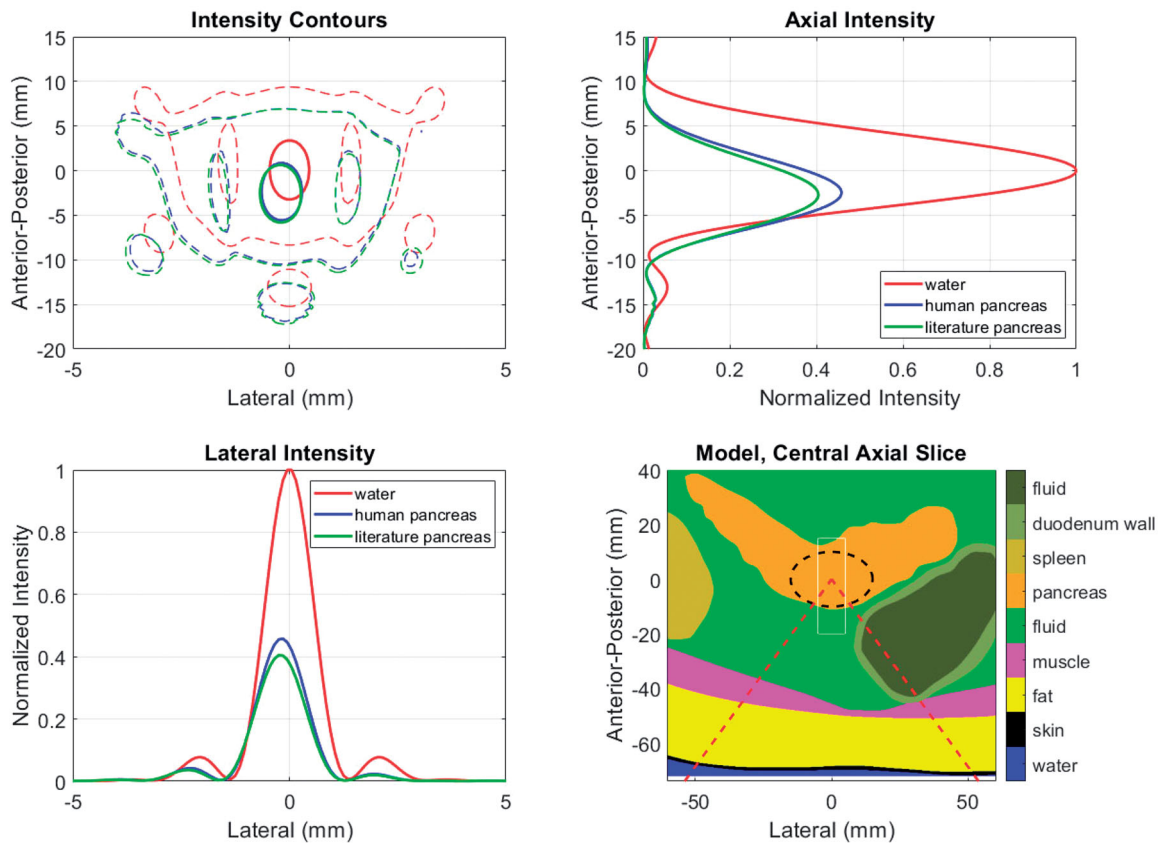 Intensity Contours
15
10
5
0
-5
-10
-15
-20
Anterior-Posterior (mm)
-5
0
5
Lateral (mm)
Axial Intensity
15
10
5
0
-5
-10
-15
-20
Anterior-Posterior (mm)
water
human pancreas
literature pancreas
0
0.2
0.4
0.6
0.8
1
Normalized Intensity
Lateral Intensity
1
0.8
0.6
0.4
0.2
0
Normalized Intensity
water
human pancreas
literature pancreas
-5
0
5
Lateral (mm)
Model, Central Axial Slice
40
20
0
-20
-40
-60
Anterior-Posterior (mm)
-50
0
50
Lateral (mm)
fluid
duodenum wall
spleen
pancreas
fluid
muscle
fat
skin
water